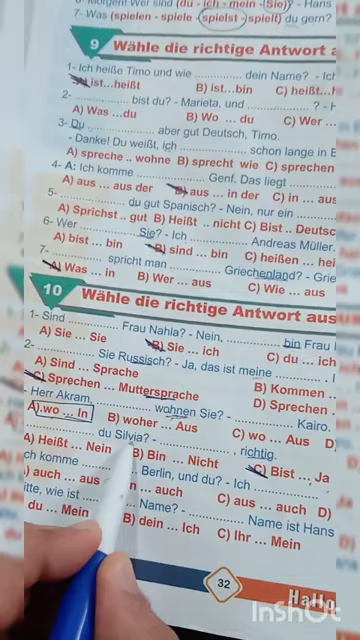 Morgen! Wer sind (du - ich - mein - (Sie)? - Hans
7- Was (spielen - spiele - spielst - spielt) du gern?
9 Wähle die richtige Antwort a
1- Ich heiße Timo und wie ............ dein Name? - Ich
A) ist...heißt B) Ist...bin C) heißt...h
2- ............ bist du? - Marieta, und ............ ? - H
A) Was ...du B) Wo ...du C) Wer ...
3- Du ............ aber gut Deutsch, Timo.
- Danke! Du weißt, ich ............ schon lange in E
A) spreche .. wohne B) sprecht wie C) sprechen
4- A: Ich komme ............ Genf. Das liegt ............
A) aus ... aus der B) aus ... in der C) in ... aus
5- ............ du gut Spanisch? - Nein, nur ein ............
A) Sprichst .. gut B) Heißt .. nicht C) Bist .. Deutsc
6- Wer ............ Sie? - Ich ............ Andreas Müller.
A) bist ... bin B) sind ... bin C) heißen ... hei
7- ............ spricht man ............ Griechenland? - Grie
A) Was ... in B) Wer ... aus C) Wie ... aus
10 Wähle die richtige Antwort aus
1- Sind ............ Frau Nahla? - Nein, ............ bin Frau
A) Sie ... Sie B) Sie ... ich C) du ... ich
2- ............ Sie Russisch? - Ja, das ist meine ............ .
A) Sind ... Sprache B) Kommen ..
C) Sprechen ... Muttersprache D) Sprechen
- Herr Akram, ............ wohnen Sie? - ............ Kairo.
A) wo ... In B) woher ... Aus C) wo ... Aus D)
............ du Silvia? - ............, richtig.
A) Heißt ... Nein B) Bin ... Nicht C) Bist ... Ja
ch komme ............ Berlin, und du? - Ich ............
) auch ... aus n ... auch C) aus ... auch D)
itte, wie ist ............ Name? - ............ Name ist Hans
du ... Mein B) dein ... Ich C) Ihr ... Mein
32
Hallo
InShOt